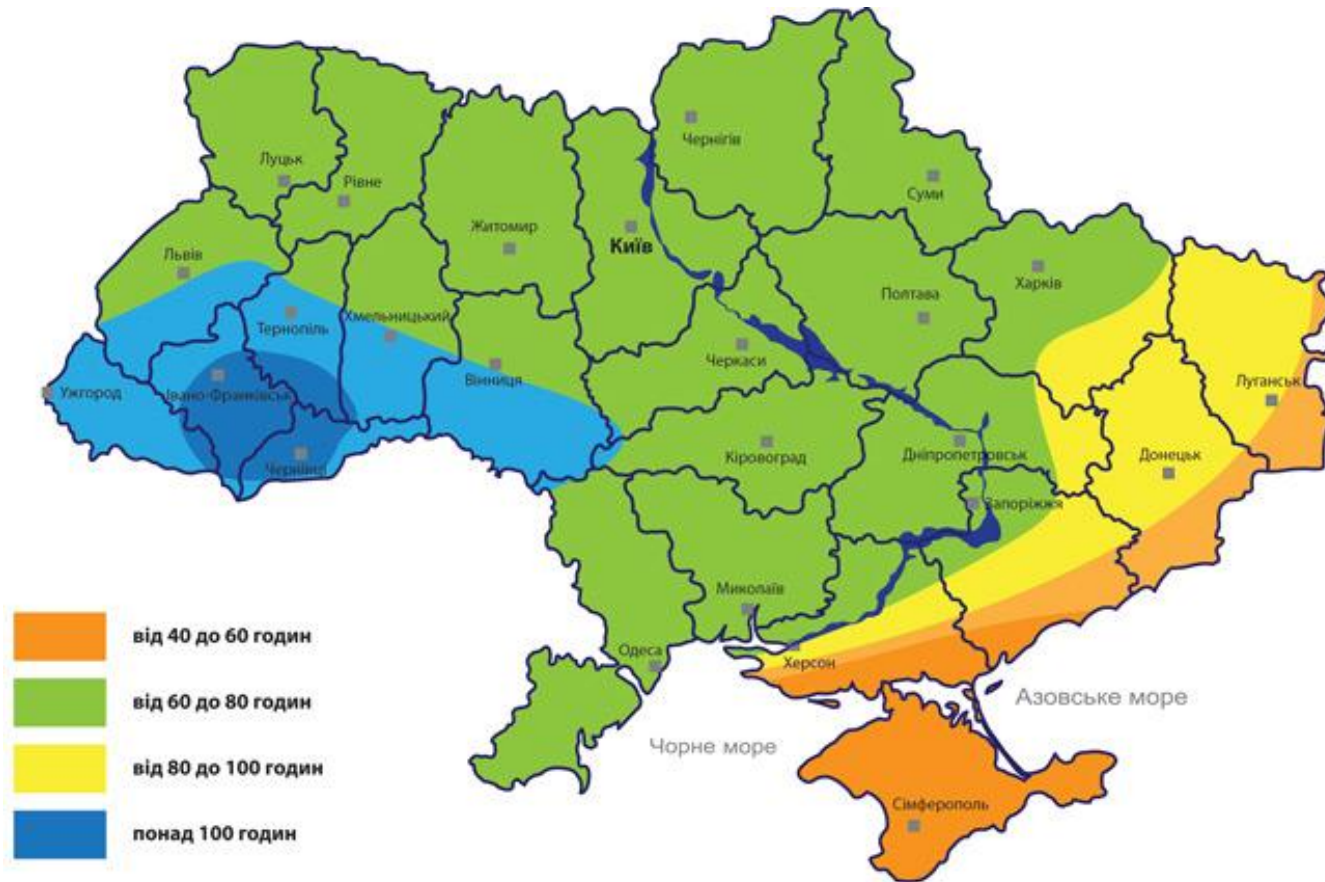 Чернігів
Луцьк
Рівне
Суми
Житомир
Київ
Львів
Харків
Полтава
Тернопіль
Хмельницький
Черкаси
Вінниця
Ужгород
Івано-Франківськ
Луганськ
Чернівці
Кіровоград
Дніпропетровськ
Донецьк
Запоріжжя
Миколаїв
від 40 до 60 годин
Одеса
Херсон
від 60 до 80 годин
Азовське море
Чорне море
від 80 до 100 годин
Сімферополь
понад 100 годин